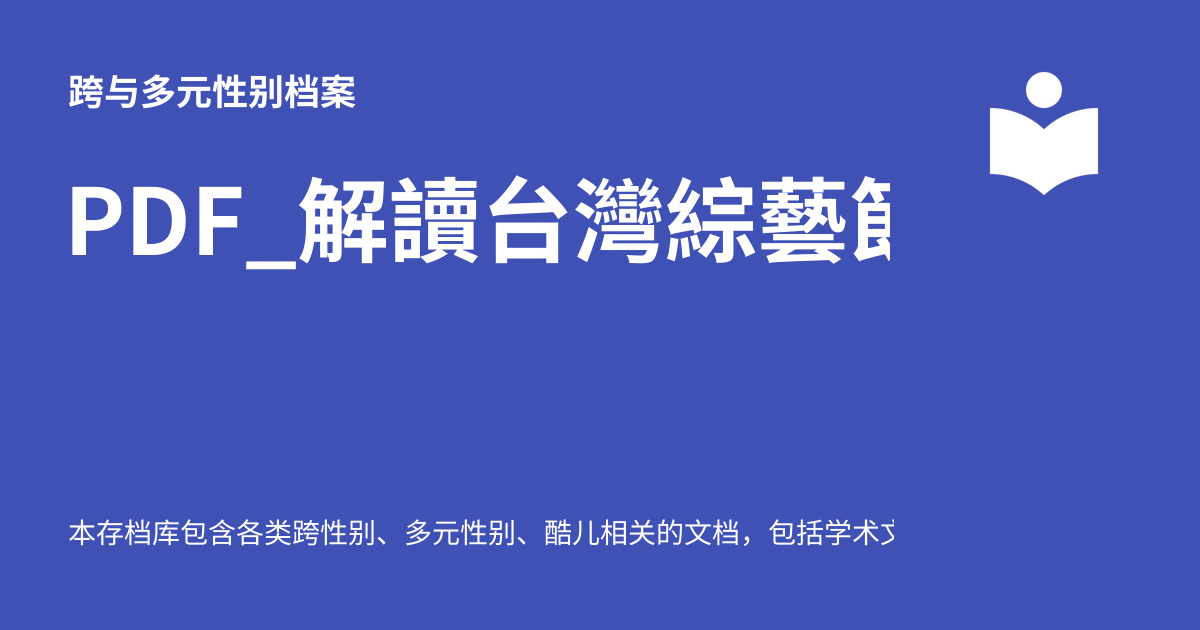 跨与多元性别档案
PDF_解讀台灣綜藝
本存档库包含各类跨性别、多元性别、酷儿相关的文档，包括学术